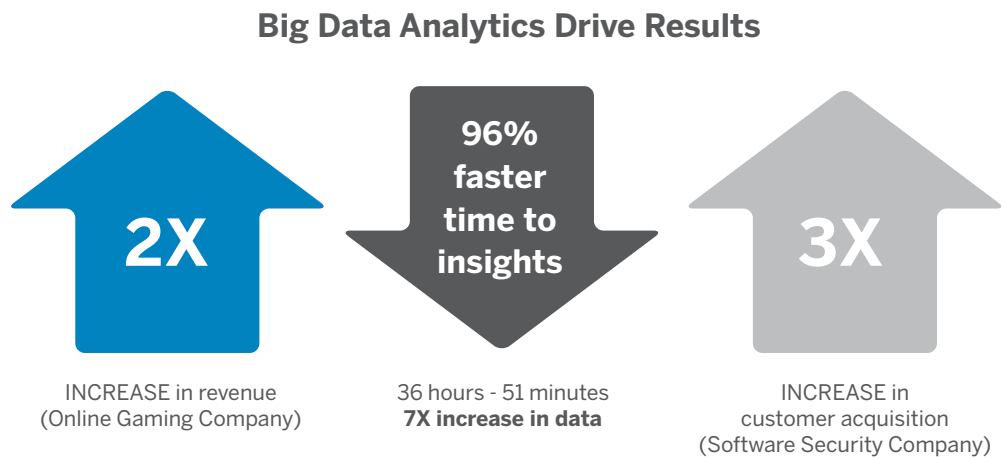 Big Data Analytics Drive Results
2X
INCREASE in revenue
(Online Gaming Company)
96%
faster
time to
insights
36 hours - 51 minutes
7X increase in data
3X
INCREASE in
customer acquisition
(Software Security Company)